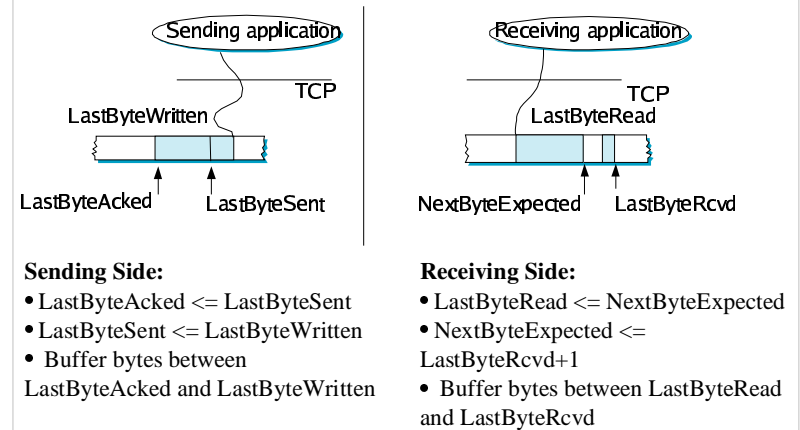 Sending application
TCP
LastByteWritten
LastByteAcked
LastByteSent
Receiving application
TCP
LastByteRead
NextByteExpected
LastByteRcvd
Sending Side:
• LastByteAcked <= LastByteSent
• LastByteSent <= LastByteWritten
• Buffer bytes between
LastByteAcked and LastByteWritten
Receiving Side:
• LastByteRead <= NextByteExpected
• NextByteExpected <=
LastByteRcvd+1
• Buffer bytes between LastByteRead
and LastByteRcvd